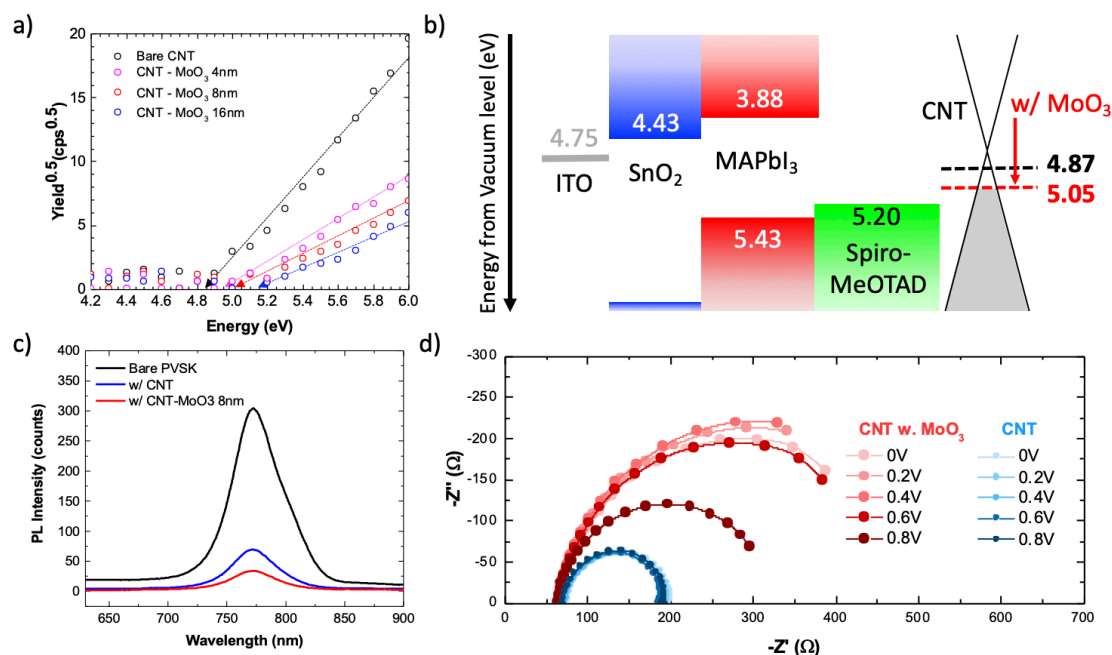 a)
Yield^0.5(cps^0.5)
20
15
10
5
0
Bare CNT
CNT - MoO₃ 4nm
CNT - MoO₃ 8nm
CNT - MoO₃ 16nm
4.2 4.4 4.6 4.8 5.0 5.2 5.4 5.6 5.8 6.0
Energy (eV)
b)
Energy from Vacuum level (eV)
4.75
ITO
4.43
SnO₂
3.88
MAPbI₃
5.43
5.20
Spiro-
MeOTAD
CNT
w/ MoO₃
4.87
5.05
c)
PL Intensity (counts)
400
350
300
250
200
150
100
50
0
Bare PVSK
w/ CNT
w/ CNT-MoO3 8nm
650 700 750 800 850 900
Wavelength (nm)
d)
-Z'' (Ω)
-300
-250
-200
-150
-100
-50
0
CNT w. MoO₃
0V
0.2V
0.4V
0.6V
0.8V
CNT
0V
0.2V
0.4V
0.6V
0.8V
0 100 200 300 400 500 600 700
-Z' (Ω)